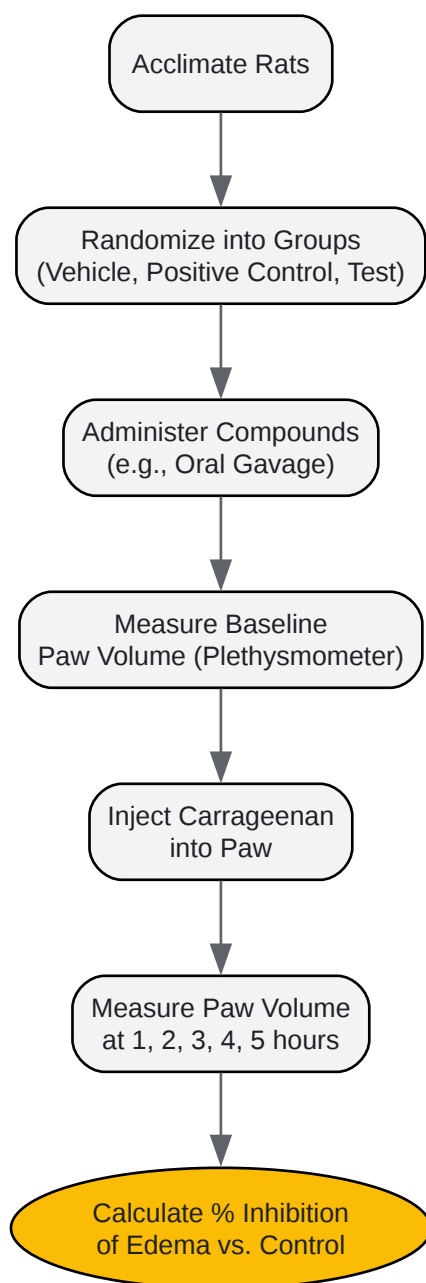 Acclimate Rats
Randomize into Groups
(Vehicle, Positive Control, Test)
Administer Compounds
(e.g., Oral Gavage)
Measure Baseline
Paw Volume (Plethysmometer)
Inject Carrageenan
into Paw
Measure Paw Volume
at 1, 2, 3, 4, 5 hours
Calculate % Inhibition
of Edema vs. Control